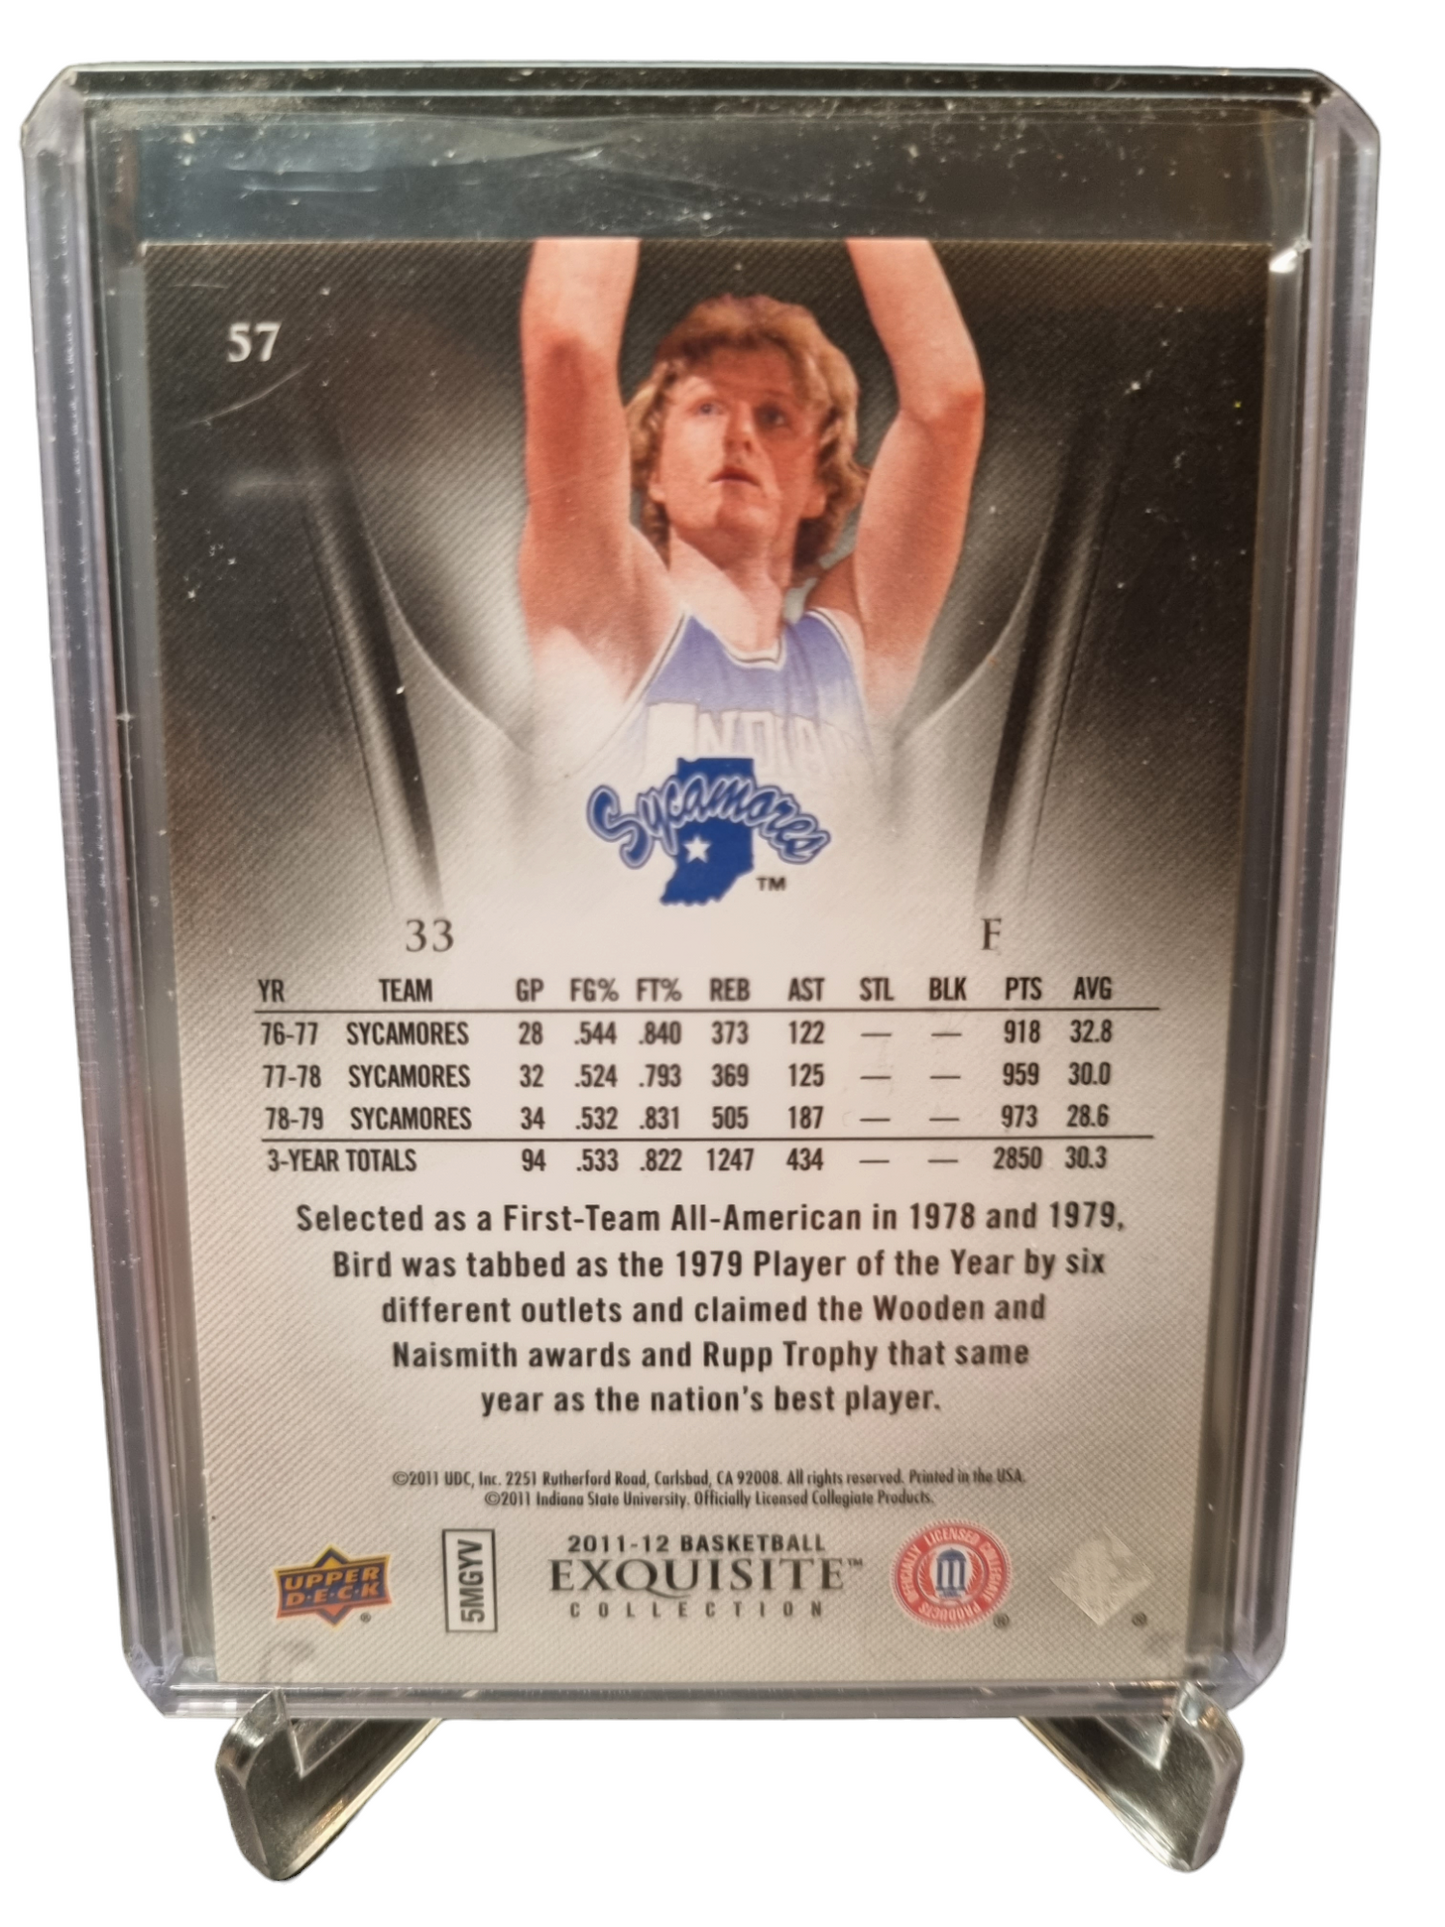 57
INDIANA
Sycamores
TM
33 F
YR TEAM GP FG% FT% REB AST STL BLK PTS AVG
76-77 SYCAMORES 28 .544 .840 373 122 — — 918 32.8
77-78 SYCAMORES 32 .524 .793 369 125 — — 959 30.0
78-79 SYCAMORES 34 .532 .831 505 187 — — 973 28.6
3-YEAR TOTALS 94 .533 .822 1247 434 — — 2850 30.3
Selected as a First-Team All-American in 1978 and 1979,
Bird was tabbed as the 1979 Player of the Year by six
different outlets and claimed the Wooden and
Naismith awards and Rupp Trophy that same
year as the nation's best player.
©2011 UDC, Inc. 2251 Rutherford Road, Carlsbad, CA 92008. All rights reserved. Printed in the USA.
©2011 Indiana State University. Officially Licensed Collegiate Products.
UPPER
D·E·C·K
®
5MGYV
2011-12 BASKETBALL
EXQUISITE™
COLLECTION
OFFICIALLY LICENSED COLLEGIATE PRODUCTS
®
®